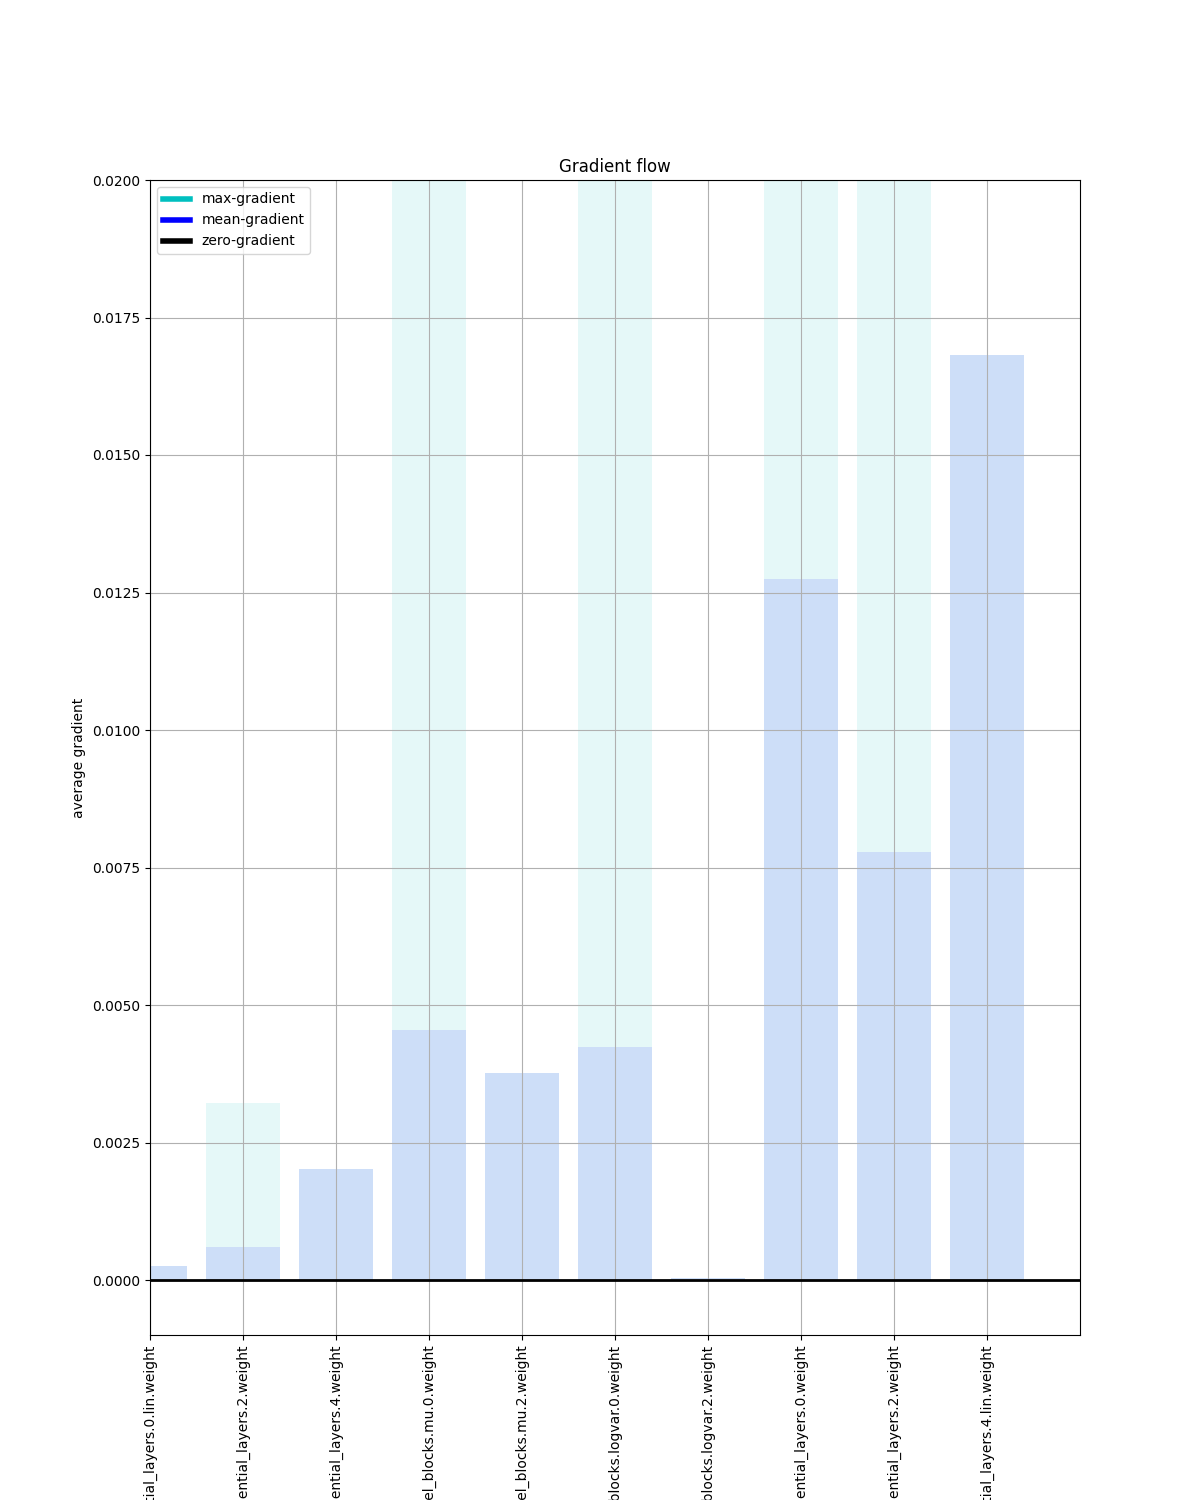 Gradient flow
max-gradient
mean-gradient
zero-gradient
0.0200
0.0175
0.0150
0.0125
0.0100
0.0075
0.0050
0.0025
0.0000
average gradient
tial_layers.0.lin.weight
ential_layers.2.weight
ential_layers.4.weight
el_blocks.mu.0.weight
el_blocks.mu.2.weight
blocks.logvar.0.weight
blocks.logvar.2.weight
ential_layers.0.weight
ential_layers.2.weight
tial_layers.4.lin.weight